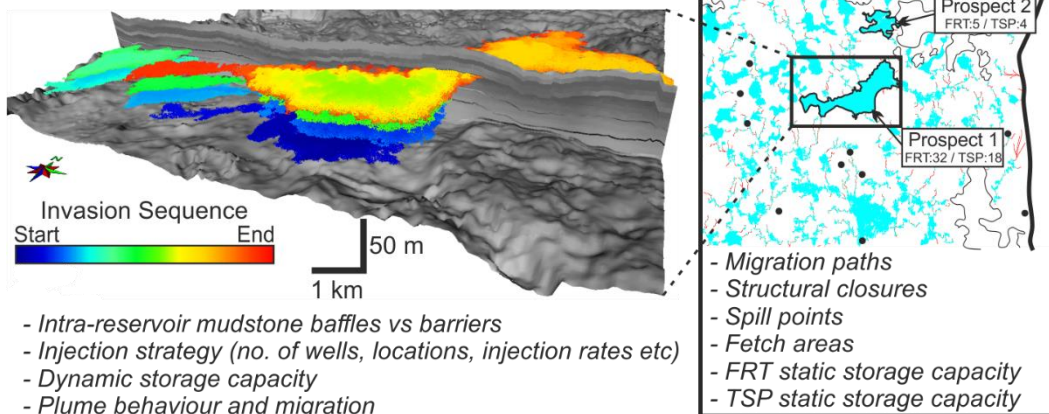 Prospect 2
FRT:5 / TSP:4
Prospect 1
FRT:32 / TSP:18
Invasion Sequence
Start
End
50 m
1 km
- Intra-reservoir mudstone baffles vs barriers
- Injection strategy (no. of wells, locations, injection rates etc)
- Dynamic storage capacity
- Plume behaviour and migration
- Migration paths
- Structural closures
- Spill points
- Fetch areas
- FRT static storage capacity
- TSP static storage capacity